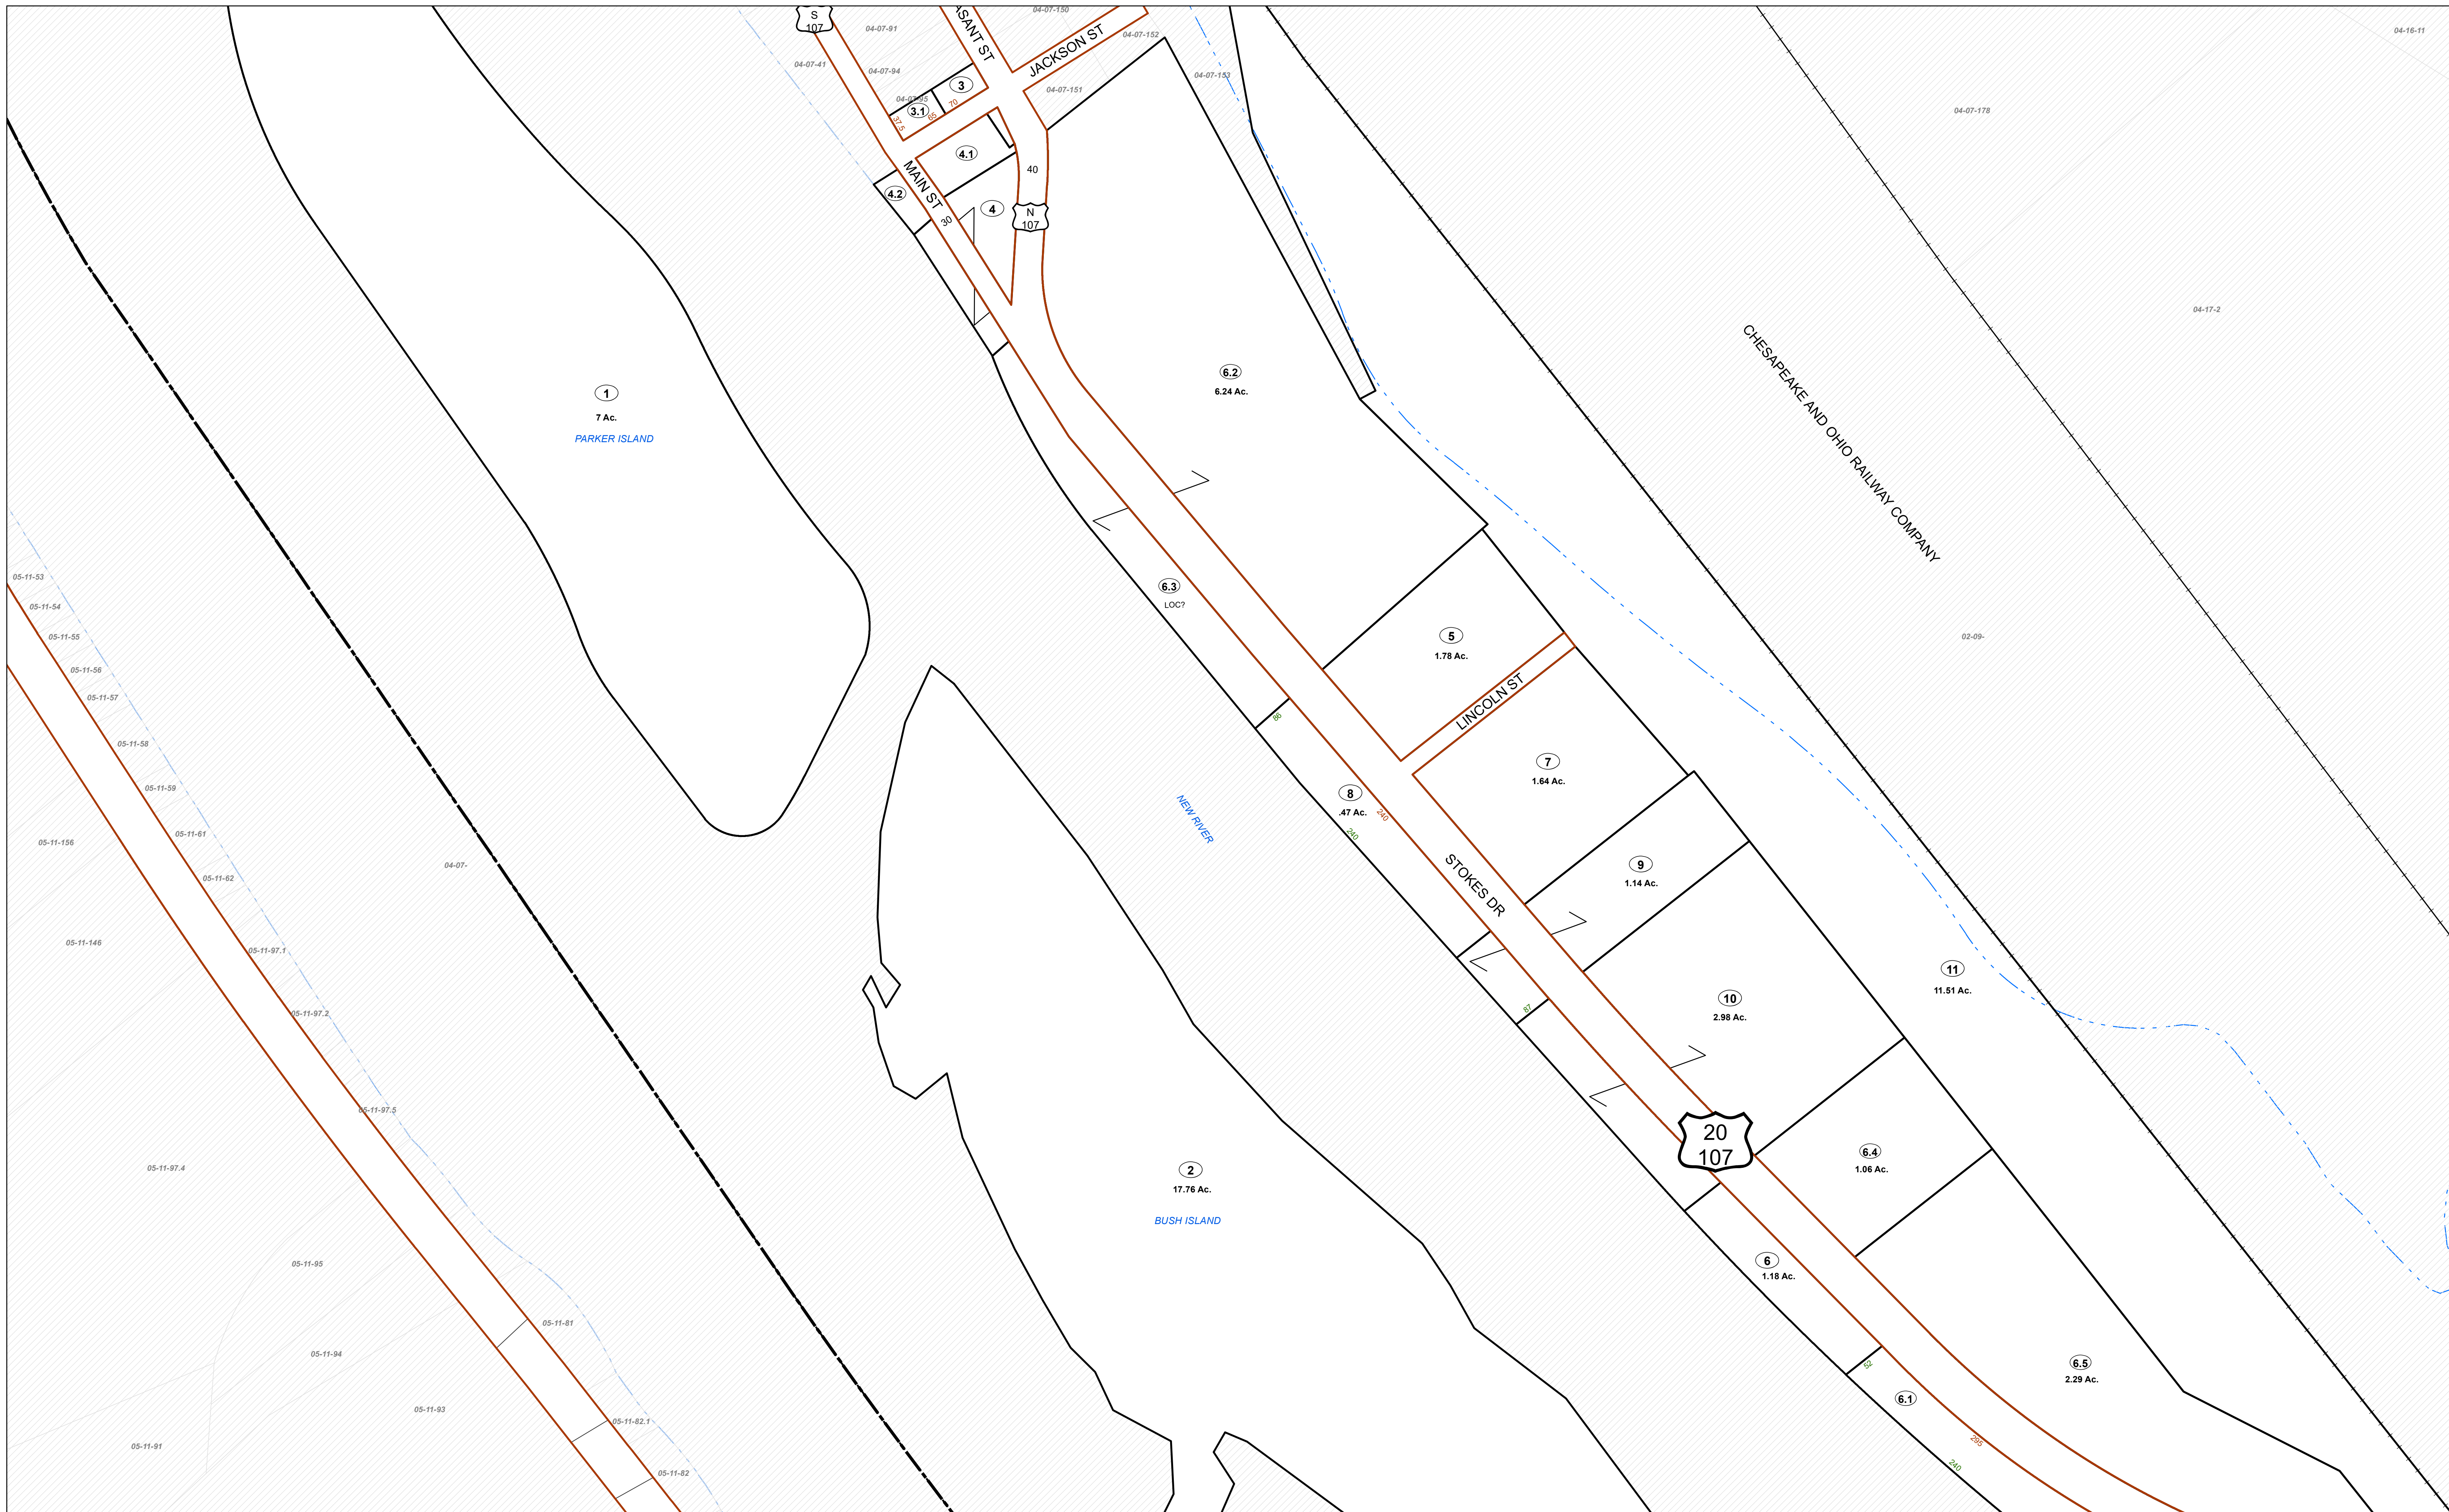 S
107
ASANT ST
04-07-150
04-07-91
04-07-152
04-16-11
JACKSON ST
04-07-41
04-07-94
04-07-153
3
04-07-151
04-07-95
70
3.1
65
37.5
04-07-178
4.1
40
MAIN ST
4.2
4
30
N
107
04-17-2
CHESAPEAKE AND OHIO RAILWAY COMPANY
6.2
6.24 Ac.
1
7 Ac.
PARKER ISLAND
05-11-53
6.3
LOC?
05-11-54
05-11-55
5
1.78 Ac.
02-09-
05-11-56
05-11-57
LINCOLN ST
05-11-58
7
1.64 Ac.
05-11-59
8
.47 Ac.
240
240
NEW RIVER
05-11-61
05-11-156
04-07-
05-11-62
9
1.14 Ac.
STOKES DR
05-11-146
05-11-97.1
11
11.51 Ac.
10
2.98 Ac.
87
05-11-97.2
05-11-97.5
20
107
05-11-97.4
2
17.76 Ac.
BUSH ISLAND
6.4
1.06 Ac.
05-11-95
6
1.18 Ac.
05-11-81
05-11-94
52
6.5
2.29 Ac.
6.1
05-11-93
05-11-82.1
05-11-91
295
240
05-11-82